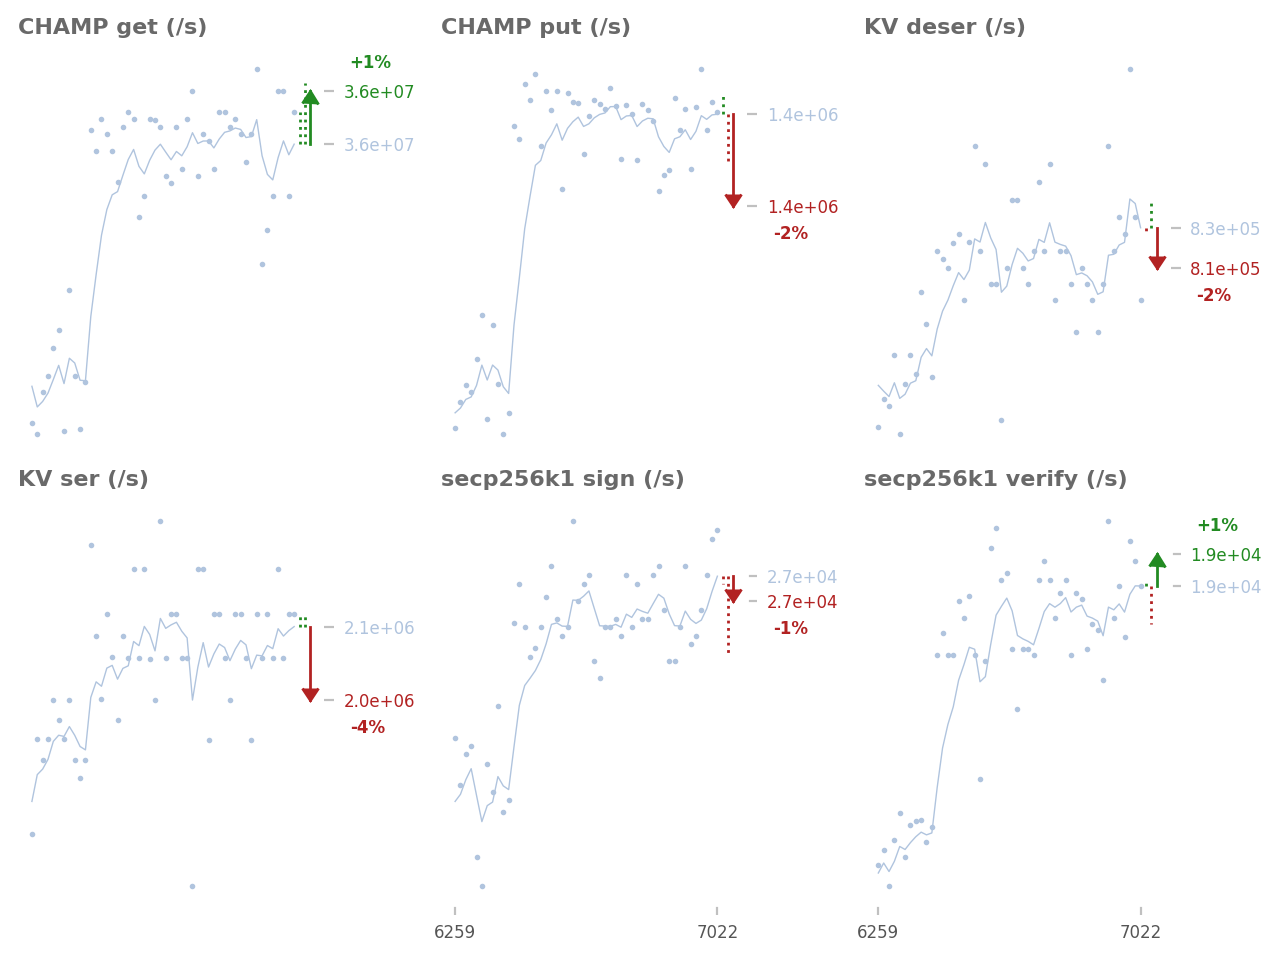 CHAMP get (/s)
+1%
3.6e+07
3.6e+07
CHAMP put (/s)
1.4e+06
1.4e+06
-2%
KV deser (/s)
8.3e+05
8.1e+05
-2%
KV ser (/s)
2.1e+06
2.0e+06
-4%
secp256k1 sign (/s)
2.7e+04
2.7e+04
-1%
6259
7022
secp256k1 verify (/s)
+1%
1.9e+04
1.9e+04
6259
7022